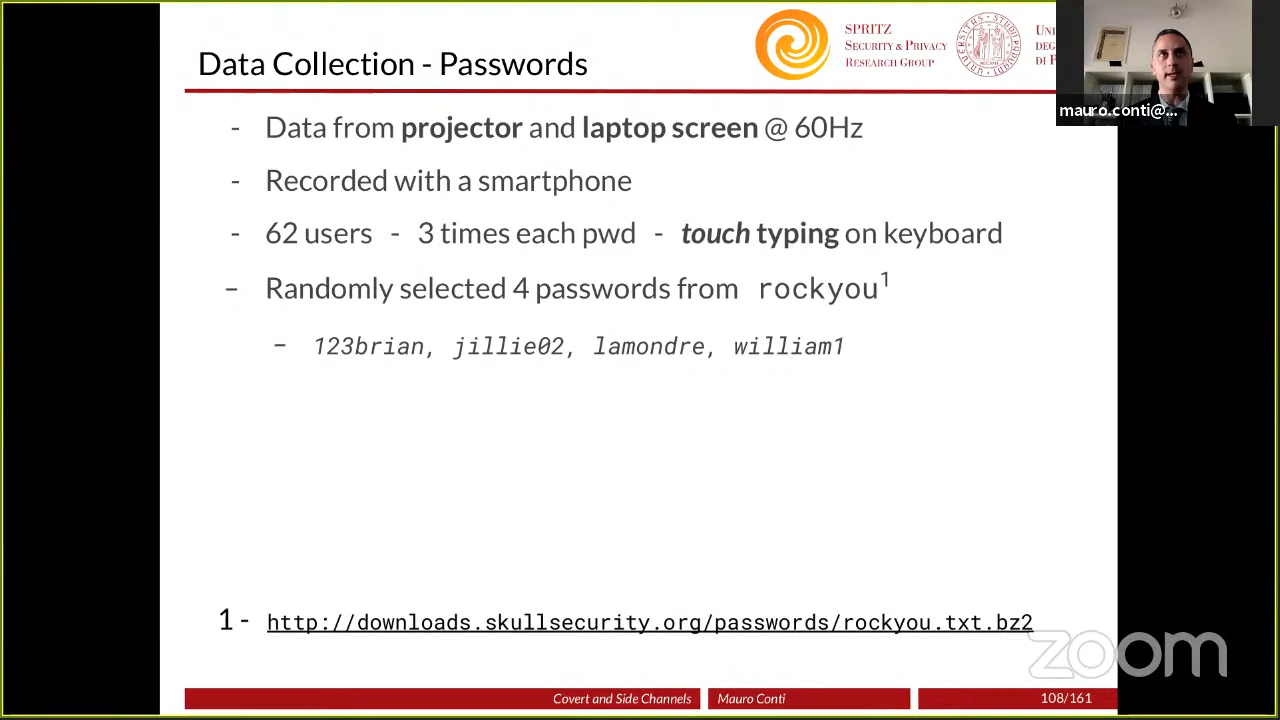 Data Collection - Passwords
SPRITZ
SECURITY & PRIVACY
RESEARCH GROUP
mauro.conti@...
- Data from projector and laptop screen @ 60Hz
- Recorded with a smartphone
- 62 users - 3 times each pwd - touch typing on keyboard
– Randomly selected 4 passwords from rockyou1
– 123brian, jillie02, lamondre, william1
1 - http://downloads.skullsecurity.org/passwords/rockyou.txt.bz2
zoom
Covert and Side Channels Mauro Conti 108/161